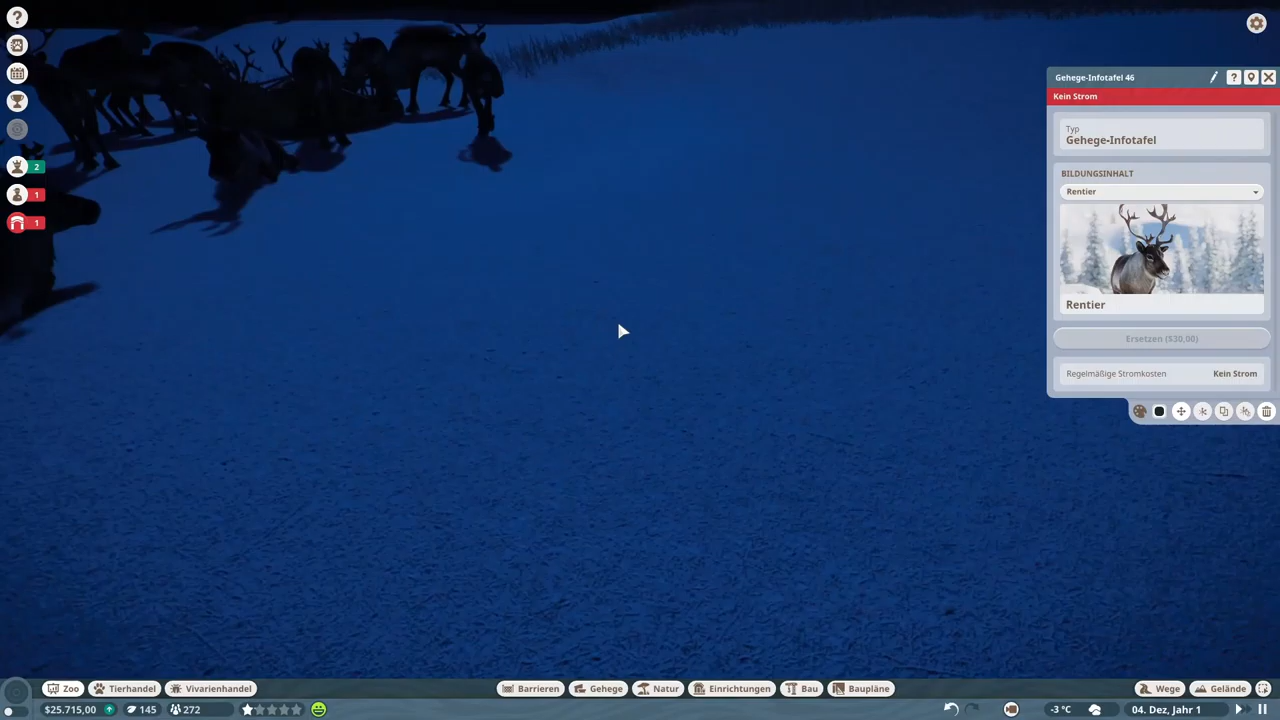 ?
Gehege-Infotafel 46
?
Kein Strom
Typ
Gehege-Infotafel
BILDUNGSINHALT
Rentier
Rentier
Ersetzen ($30,00)
Regelmäßige Stromkosten Kein Strom
2
1
1
Zoo Tierhandel Vivarienhandel Barrieren Gehege Natur Einrichtungen Bau Baupläne Wege Gelände
$25.715,00 145 272 -3 °C 04. Dez, Jahr 1